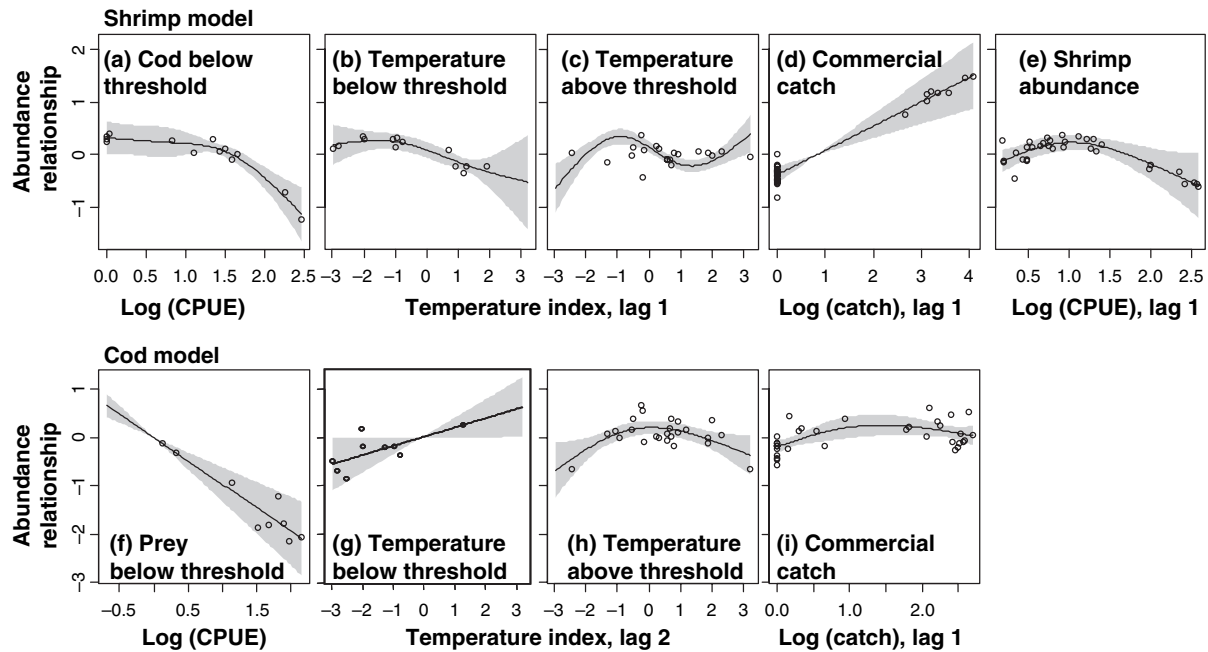 Shrimp model
Abundance
relationship
(a) Cod below
threshold
(b) Temperature
below threshold
(c) Temperature
above threshold
(d) Commercial
catch
(e) Shrimp
abundance
2
1
0
−1
0.0 0.5 1.0 1.5 2.0 2.5
−3 −2 −1 0 1 2 3
−3 −2 −1 0 1 2 3
0 1 2 3 4
0.5 1.0 1.5 2.0 2.5
Log (CPUE)
Temperature index, lag 1
Log (catch), lag 1
Log (CPUE), lag 1
Cod model
Abundance
relationship
1
0
−1
−2
−3
(f) Prey
below threshold
(g) Temperature
below threshold
(h) Temperature
above threshold
(i) Commercial
catch
−0.5 0.5 1.5
−3 −2 −1 0 1 2 3
−3 −2 −1 0 1 2 3
0.0 1.0 2.0
Log (CPUE)
Temperature index, lag 2
Log (catch), lag 1